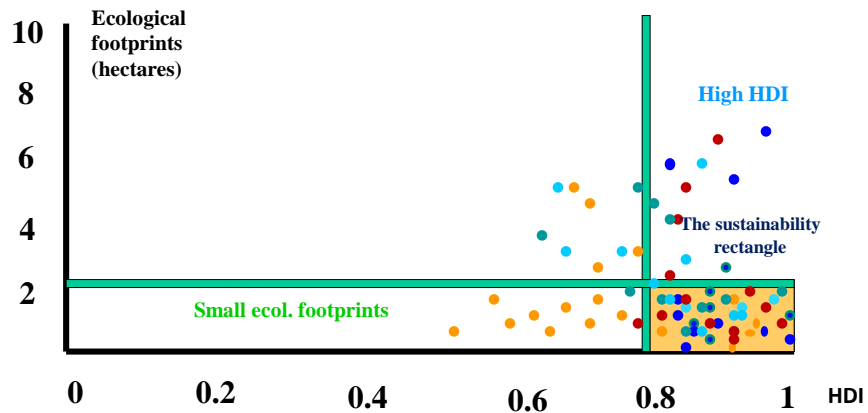 Ecological
footprints
(hectares)
10
8
6
4
2
High HDI
The sustainability
rectangle
Small ecol. footprints
0 0.2 0.4 0.6 0.8 1 HDI